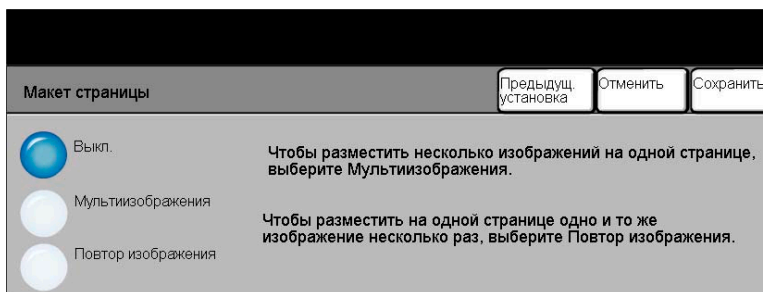 Макет страницы
Предыдущ.
установка
Отменить
Сохранить
Выкл.
Чтобы разместить несколько изображений на одной странице,
выберите Мультиизображения.
Мультиизображения
Чтобы разместить на одной странице одно и то же
изображение несколько раз, выберите Повтор изображения.
Повтор изображения